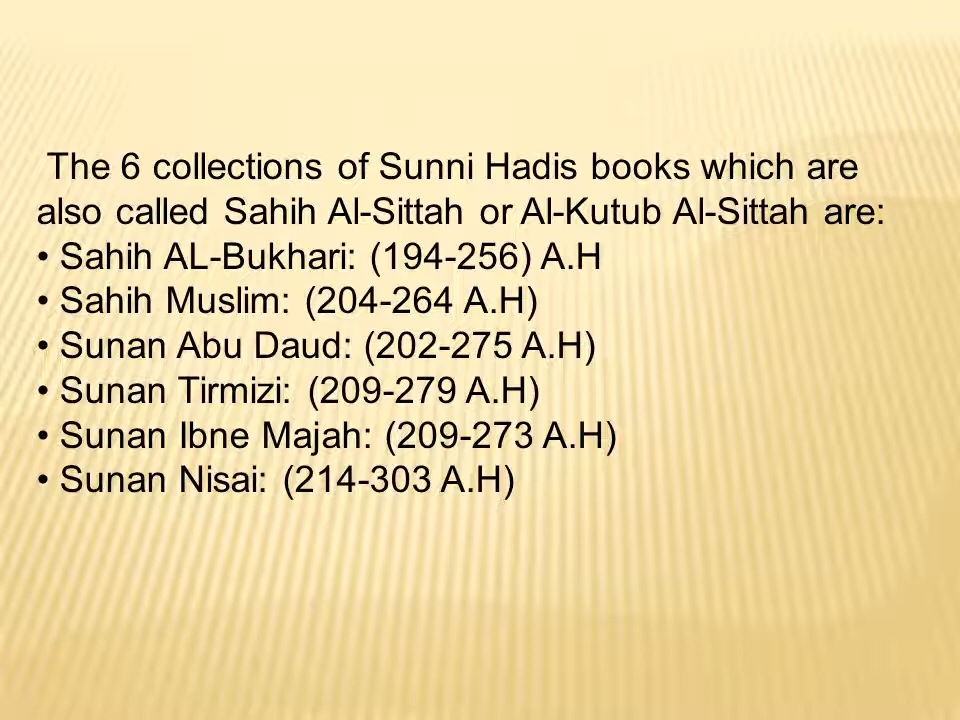 The 6 collections of Sunni Hadis books which are
also called Sahih Al-Sittah or Al-Kutub Al-Sittah are:
• Sahih AL-Bukhari: (194-256) A.H
• Sahih Muslim: (204-264 A.H)
• Sunan Abu Daud: (202-275 A.H)
• Sunan Tirmizi: (209-279 A.H)
• Sunan Ibne Majah: (209-273 A.H)
• Sunan Nisai: (214-303 A.H)